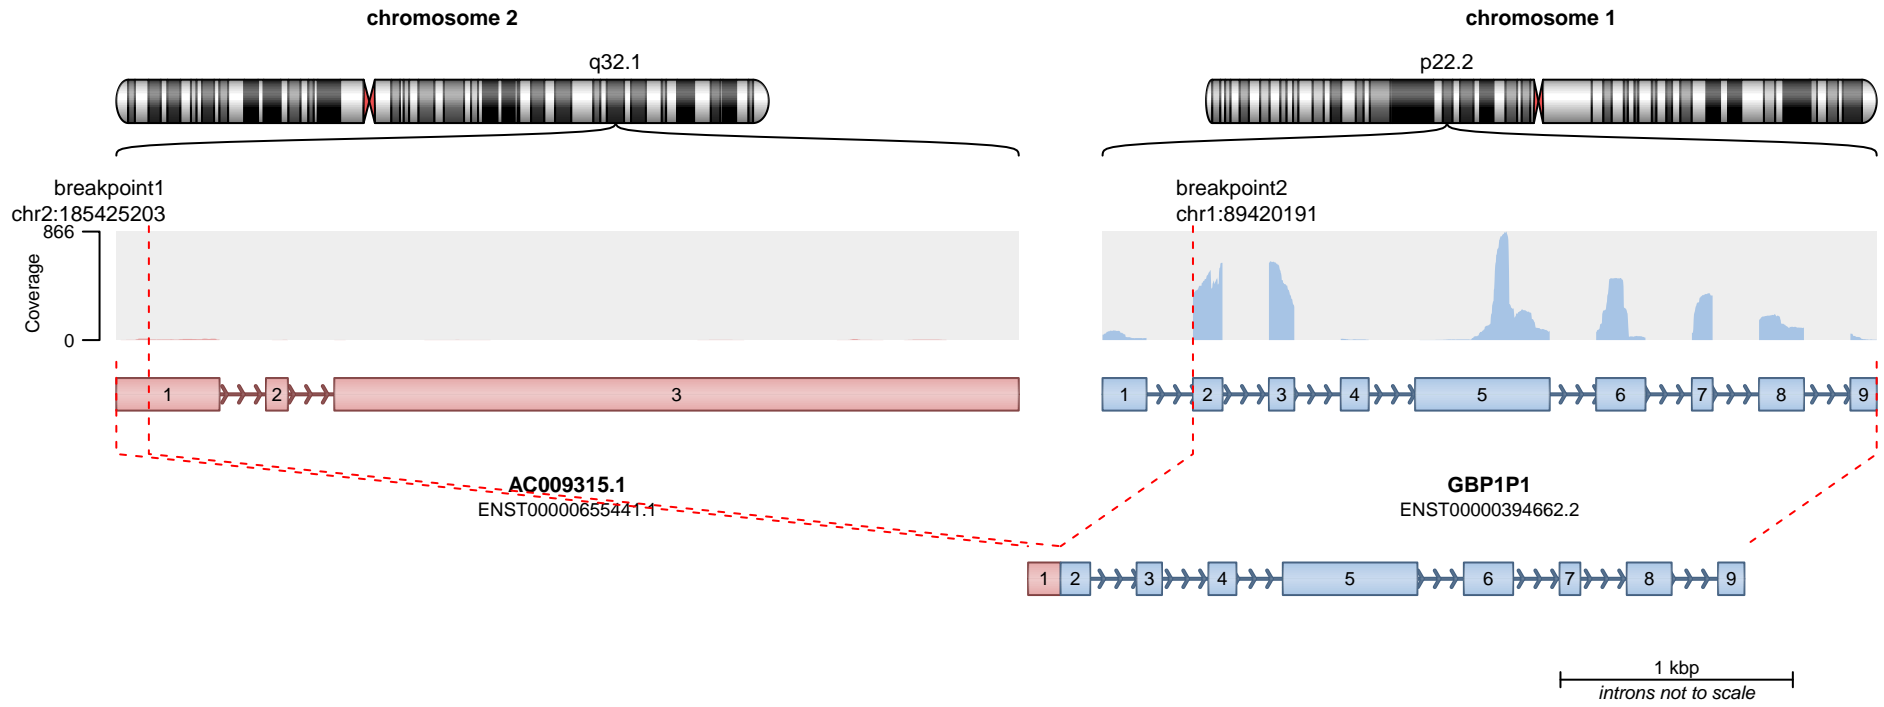 chromosome 2
chromosome 1
q32.1
p22.2
breakpoint1
chr2:185425203
breakpoint2
chr1:89420191
866
Coverage
0
1 2 3
1 2 3 4 5 6 7 8 9
AC009315.1
ENST00000655441.1
GBP1P1
ENST00000394662.2
1 2 3 4 5 6 7 8 9
1 kbp
introns not to scale